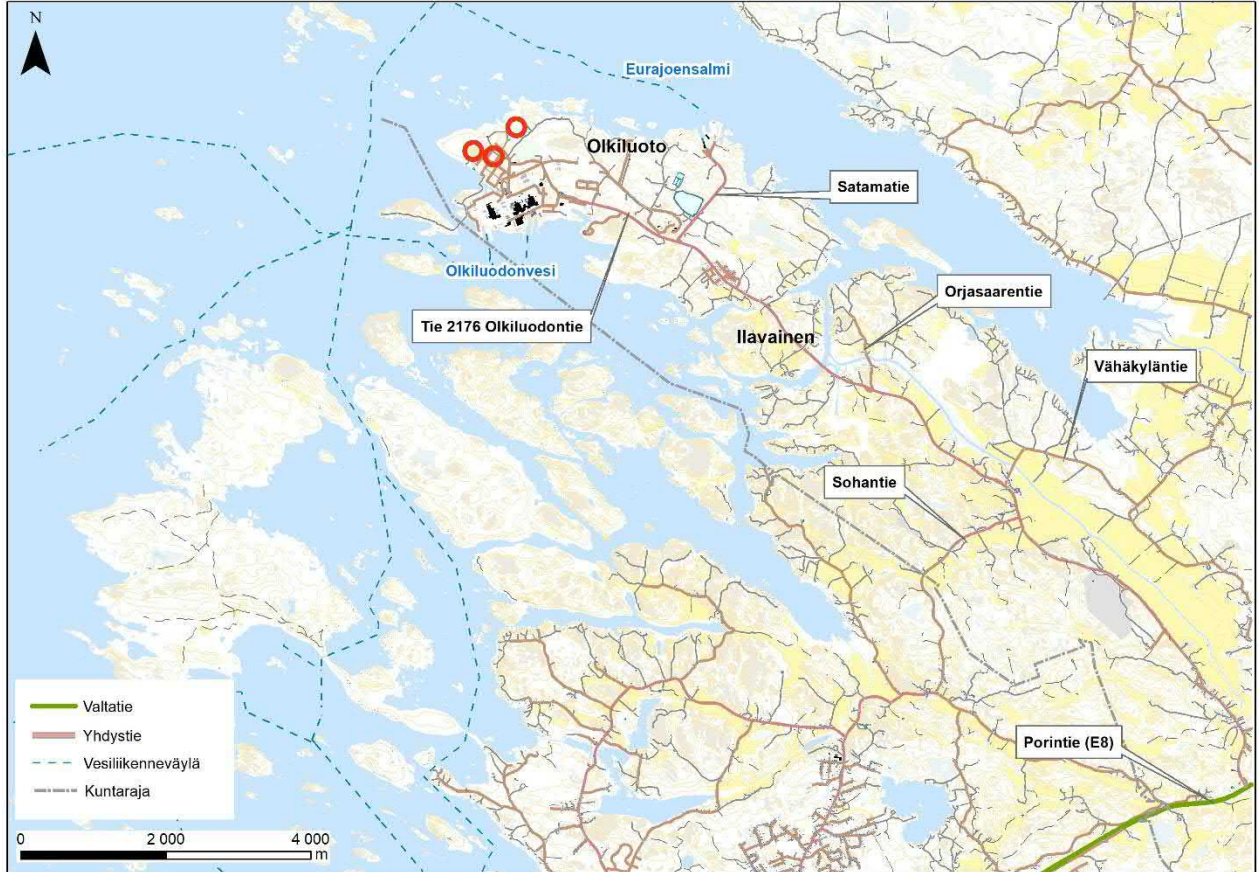 N
Eurajoensalmi
Olkiluoto
Satamatie
Olkiluodonvesi
Orjasaarentie
Tie 2176 Olkiluodontie
Ilavainen
Vähäkyläntie
Sohantie
Porintie (E8)
Valtatie
Yhdystie
Vesiliikenneväylä
Kuntaraja
0 2 000 4 000
m